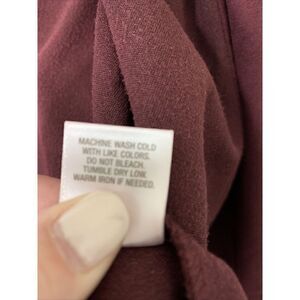 MACHINE WASH COLD
WITH LIKE COLORS.
DO NOT BLEACH.
TUMBLE DRY LOW.
WARM IRON IF NEEDED.